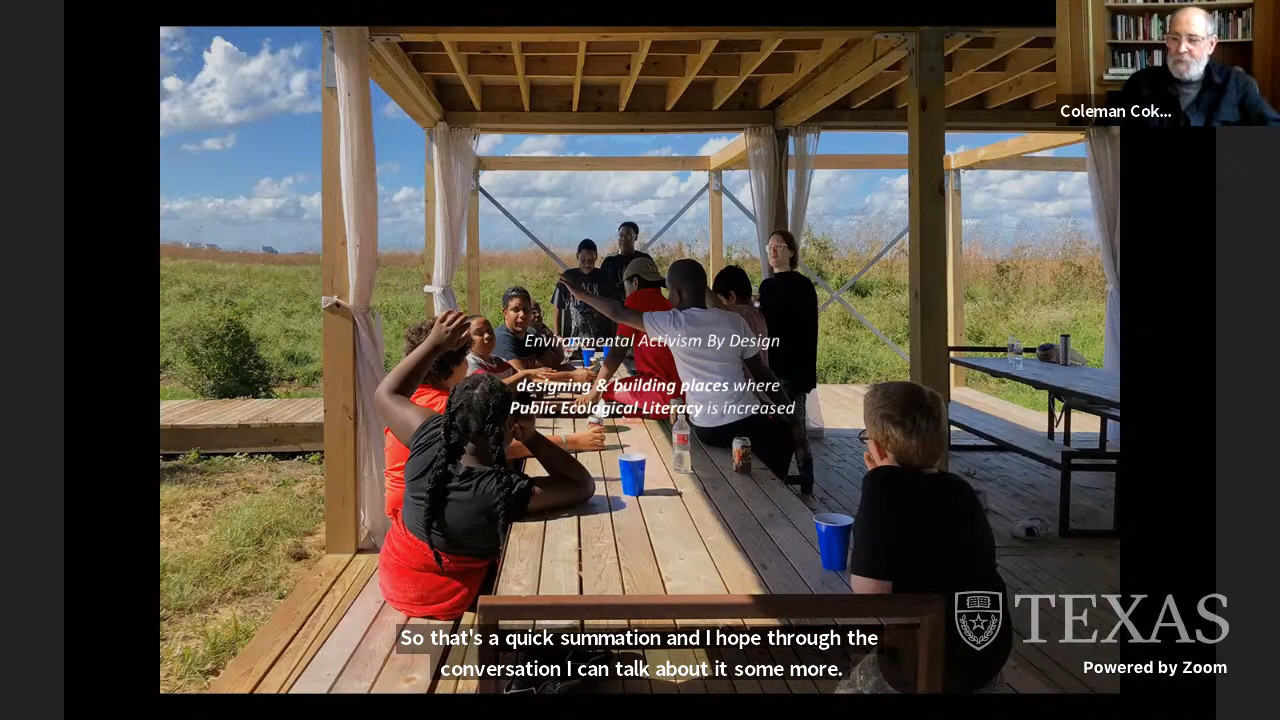 Coleman Cok...
ACK
Environmental Activism By Design
designing & building places where
Public Ecological Literacy is increased
TEXAS
So that's a quick summation and I hope through the
conversation I can talk about it some more.
Powered by Zoom